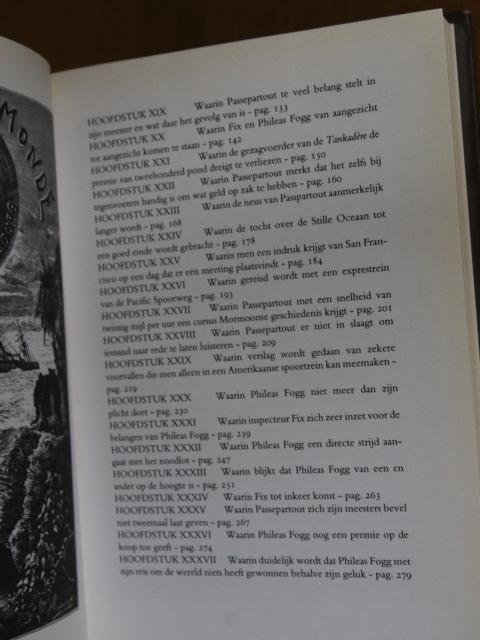 MONDE
HOOFDSTUK XIX Waarin Passepartout te veel belang stelt in
zijn meester en wat daar het gevolg van is – pag. 133
HOOFDSTUK XX Waarin Fix en Phileas Fogg van aangezicht
tot aangezicht komen te staan – pag. 142
HOOFDSTUK XXI Waarin de gezagvoerder van de Tankadère de
premie van tweehonderd pond dreigt te verliezen – pag. 150
HOOFDSTUK XXII Waarin Passepartout merkt dat het zelfs bij
tegenvoeters handig is om wat geld op zak te hebben – pag. 160
HOOFDSTUK XXIII Waarin de neus van Passpartout aanmerkelijk
langer wordt – pag. 168
HOOFDSTUK XXIV Waarin de tocht over de Stille Oceaan tot
een goed einde wordt gebracht – pag. 178
HOOFDSTUK XXV Waarin men een indruk krijgt van San Fran-
cisco op een dag dat er een meeting plaatsvindt – pag. 184
HOOFDSTUK XXVI Waarin gereisd wordt met een exprestrein
van de Pacific Spoorweg – pag. 193
HOOFDSTUK XXVII Waarin Passepartout met een snelheid van
twintig mijl per uur een cursus Mormoonse geschiedenis krijgt – pag. 201
HOOFDSTUK XXVIII Waarin Passepartout er niet in slaagt om
iemand naar rede te laten luisteren – pag. 209
HOOFDSTUK XXIX Waarin verslag wordt gedaan van zekere
voorvallen die men alleen in een Amerikaanse spoortrein kan meemaken –
pag. 219
HOOFDSTUK XXX Waarin Phileas Fogg niet meer dan zijn
plicht doet – pag. 230
HOOFDSTUK XXXI Waarin inspecteur Fix zich zeer inzet voor de
belangen van Phileas Fogg – pag. 239
HOOFDSTUK XXXII Waarin Phileas Fogg een directe strijd aan-
gaat met het noodlot – pag. 247
HOOFDSTUK XXXIII Waarin blijkt dat Phileas Fogg van een en
ander op de hoogte is – pag. 251
HOOFDSTUK XXXIV Waarin Fix tot inkeer komt – pag. 263
HOOFDSTUK XXXV Waarin Passepartout zich zijn meesters bevel
niet tweemaal laat geven – pag. 267
HOOFDSTUK XXXVI Waarin Phileas Fogg nog een premie op de
koop toe geeft – pag. 274
HOOFDSTUK XXXVII Waarin duidelijk wordt dat Phileas Fogg met
zijn reis om de wereld niets heeft gewonnen behalve zijn geluk – pag. 279